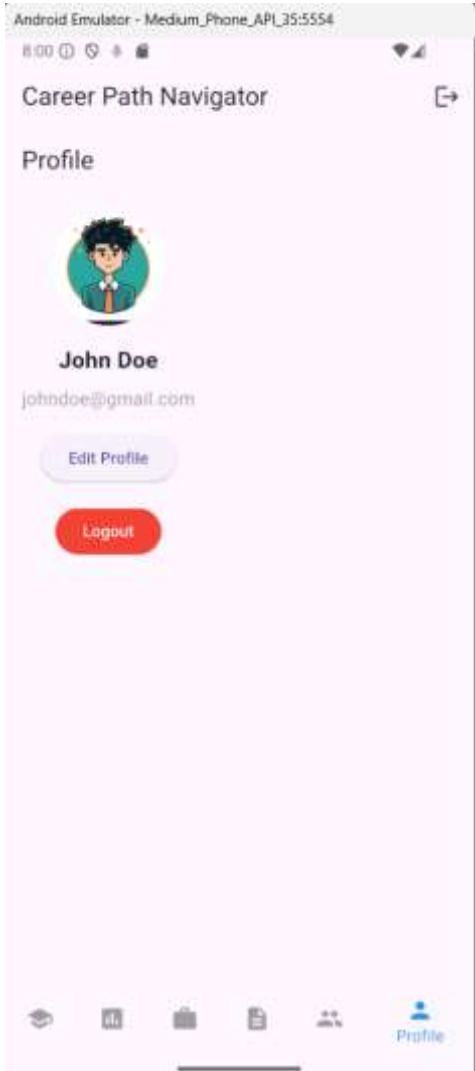 Android Emulator - Medium_Phone_API_35:5554
8:00
Career Path Navigator
Profile
John Doe
johndoe@gmail.com
Edit Profile
Logout
Profile